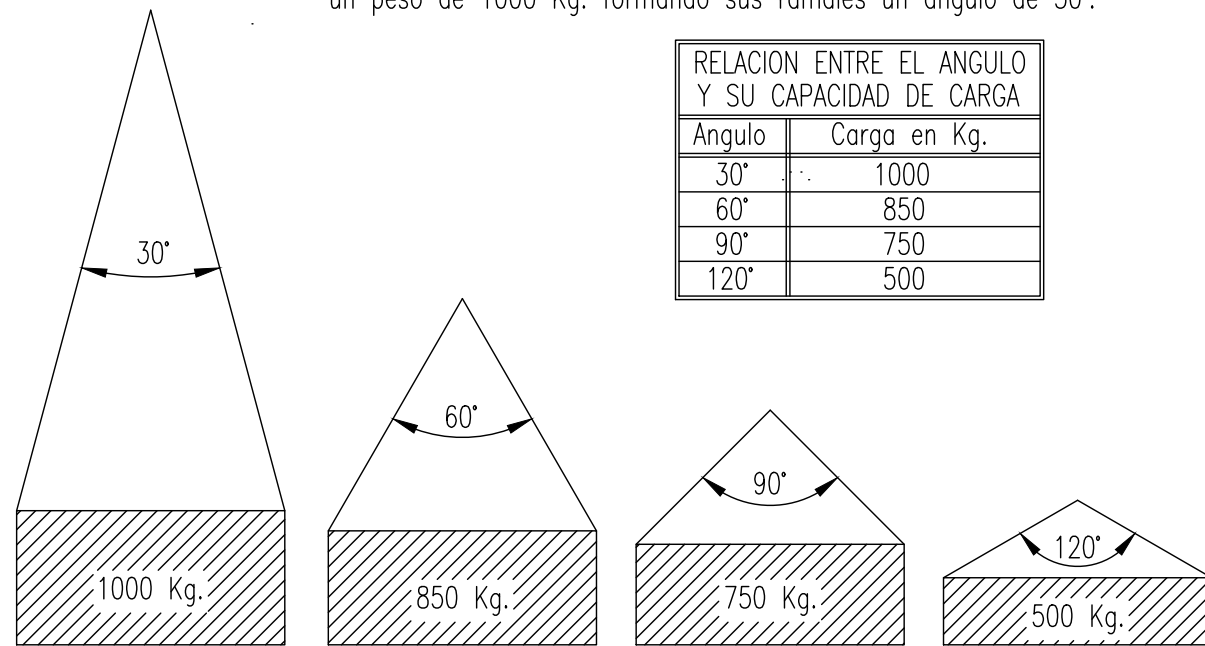 un peso de 1000 Kg. formando sus ramales un angulo de 30°.
RELACION ENTRE EL ANGULO
Y SU CAPACIDAD DE CARGA
Angulo Carga en Kg.
30° 1000
60° 850
90° 750
120° 500
30°
60°
90°
120°
1000 Kg.
850 Kg.
750 Kg.
500 Kg.